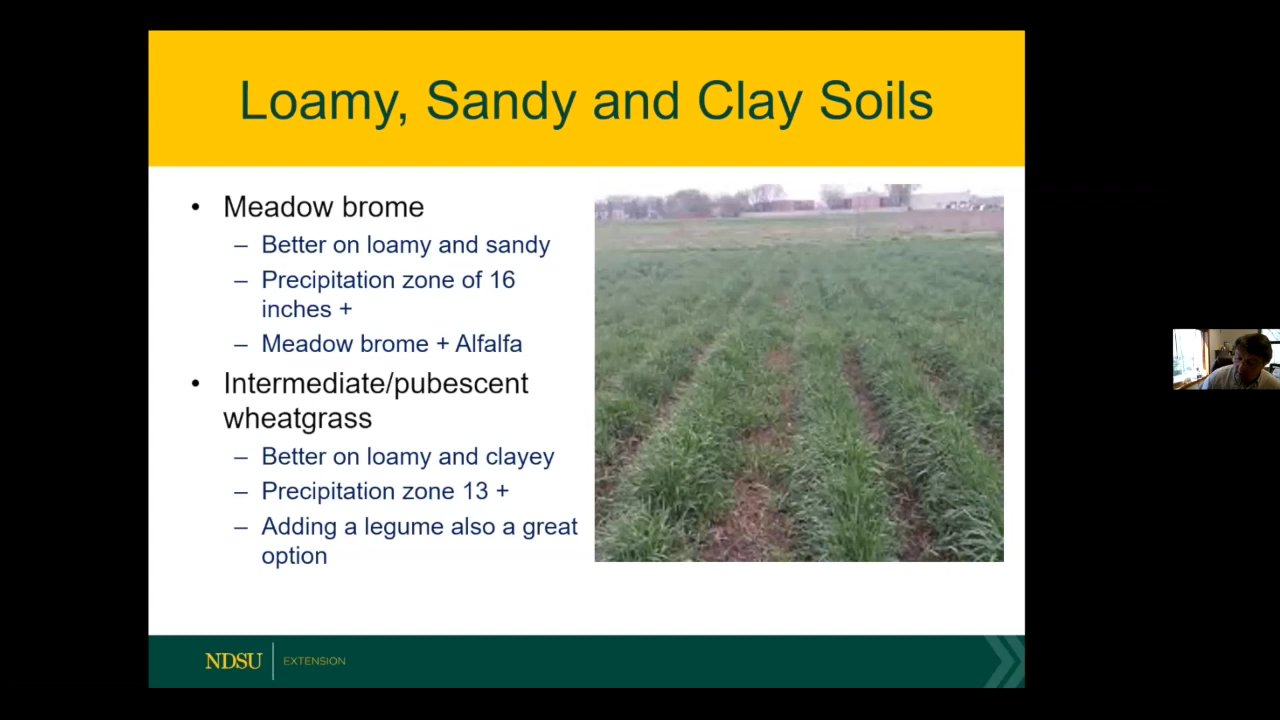 Loamy, Sandy and Clay Soils
• Meadow brome
– Better on loamy and sandy
– Precipitation zone of 16
inches +
– Meadow brome + Alfalfa
• Intermediate/pubescent
wheatgrass
– Better on loamy and clayey
– Precipitation zone 13 +
– Adding a legume also a great
option
NDSU EXTENSION